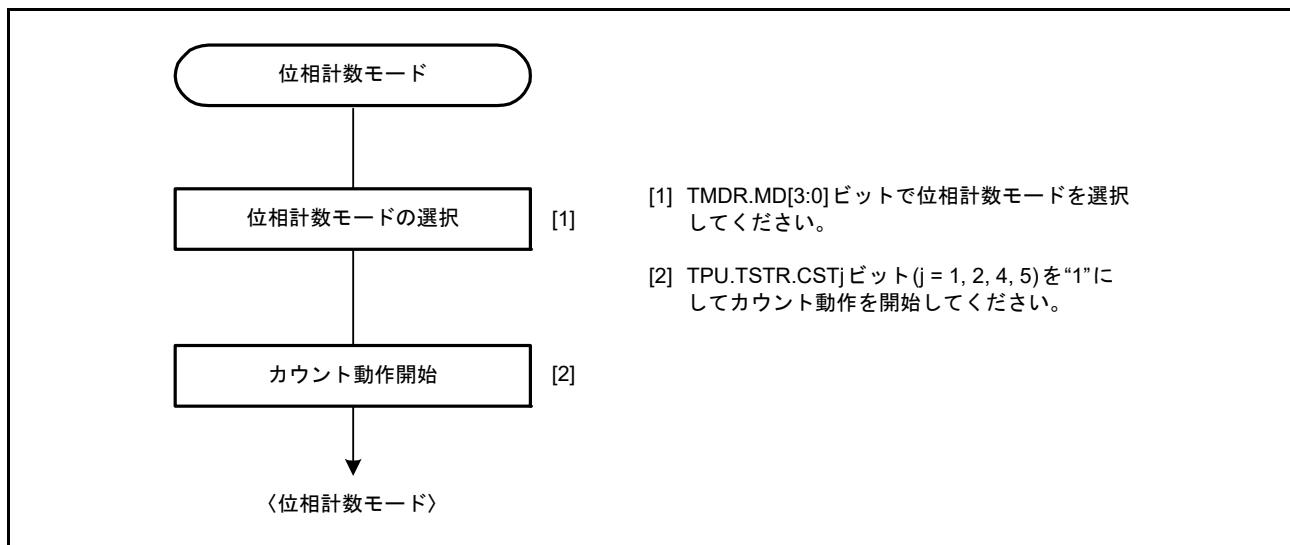 位相計数モード
位相計数モードの選択 [1]
[1] TMDR.MD[3:0]ビットで位相計数モードを選択
してください。
[2] TPU.TSTR.CSTjビット(j = 1, 2, 4, 5)を“1”に
してカウント動作を開始してください。
カウント動作開始 [2]
〈位相計数モード〉